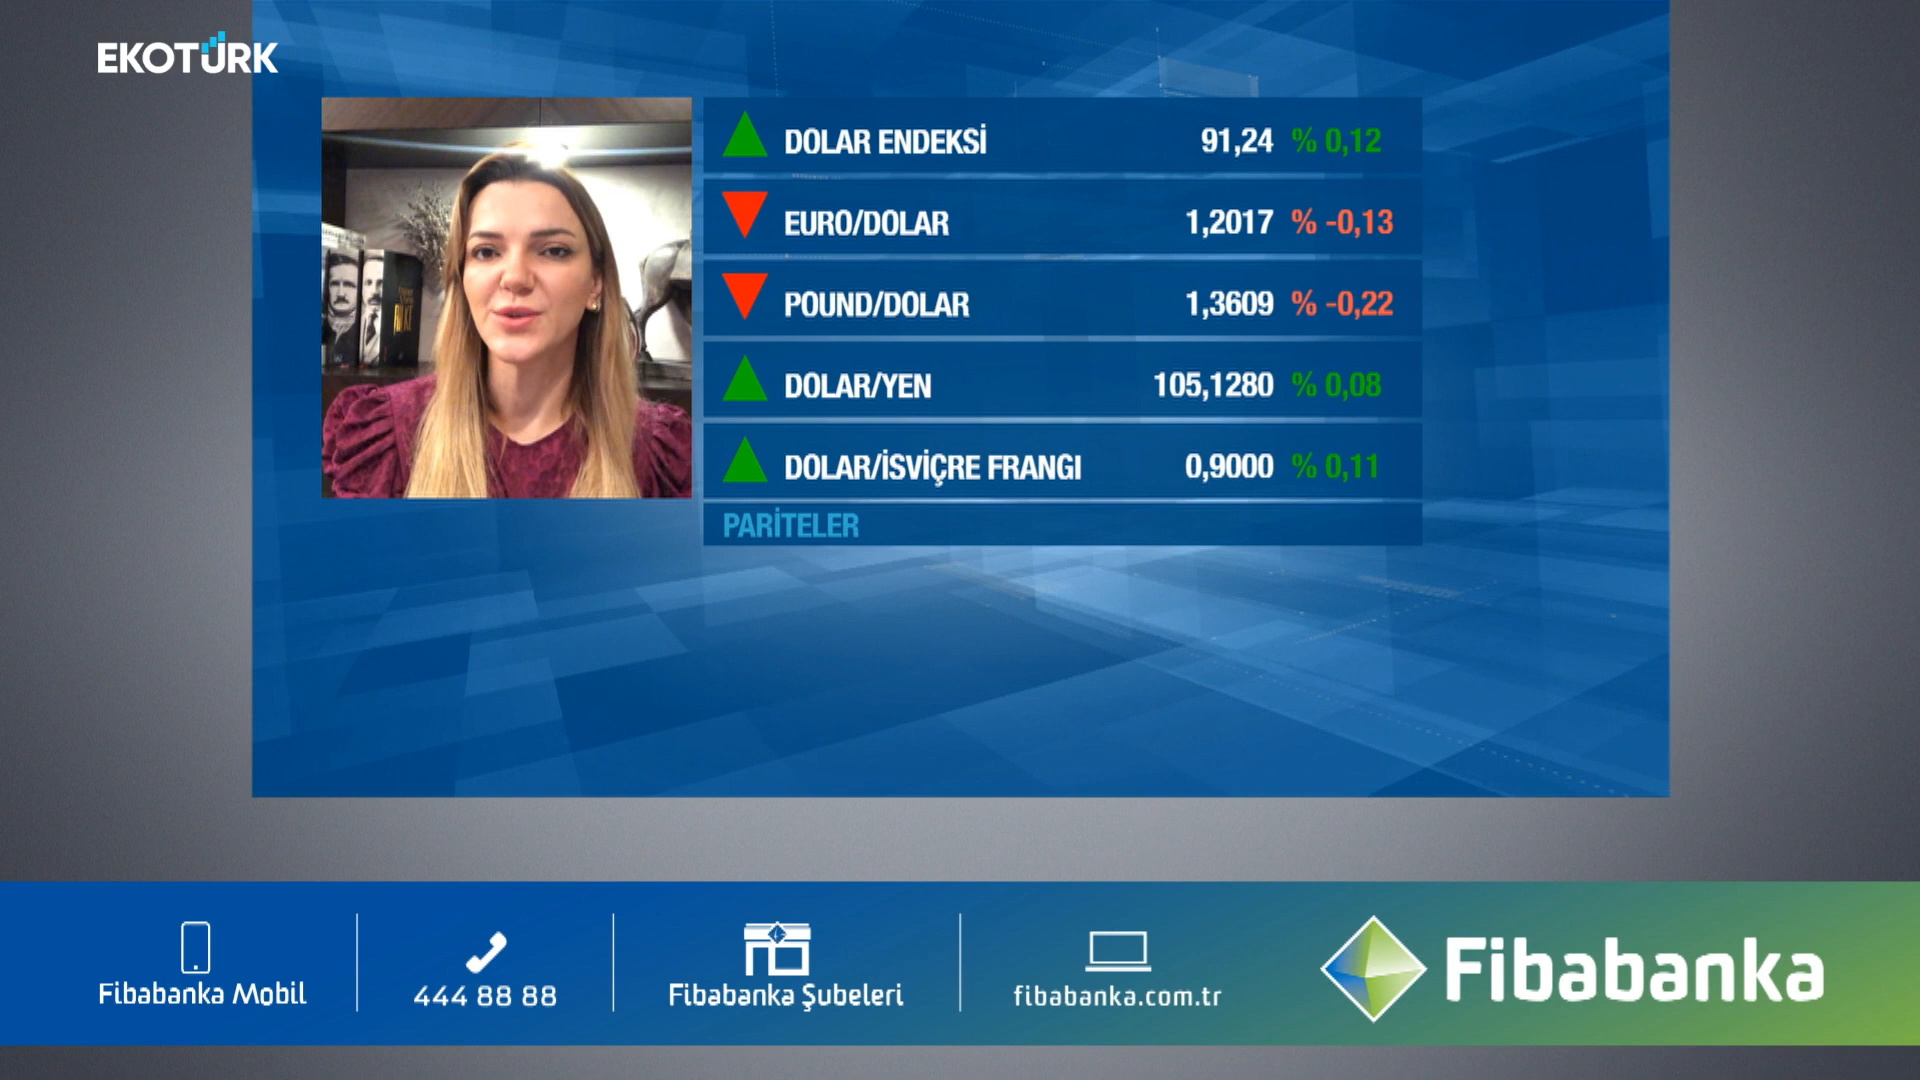 EKOTÜRK
DOLAR ENDEKSİ 91,24 % 0,12
EURO/DOLAR 1,2017 % -0,13
POUND/DOLAR 1,3609 % -0,22
DOLAR/YEN 105,1280 % 0,08
DOLAR/İSVİÇRE FRANGI 0,9000 % 0,11
PARİTELER
Fibabanka Mobil
444 88 88
Fibabanka Şubeleri
fibabanka.com.tr
Fibabanka